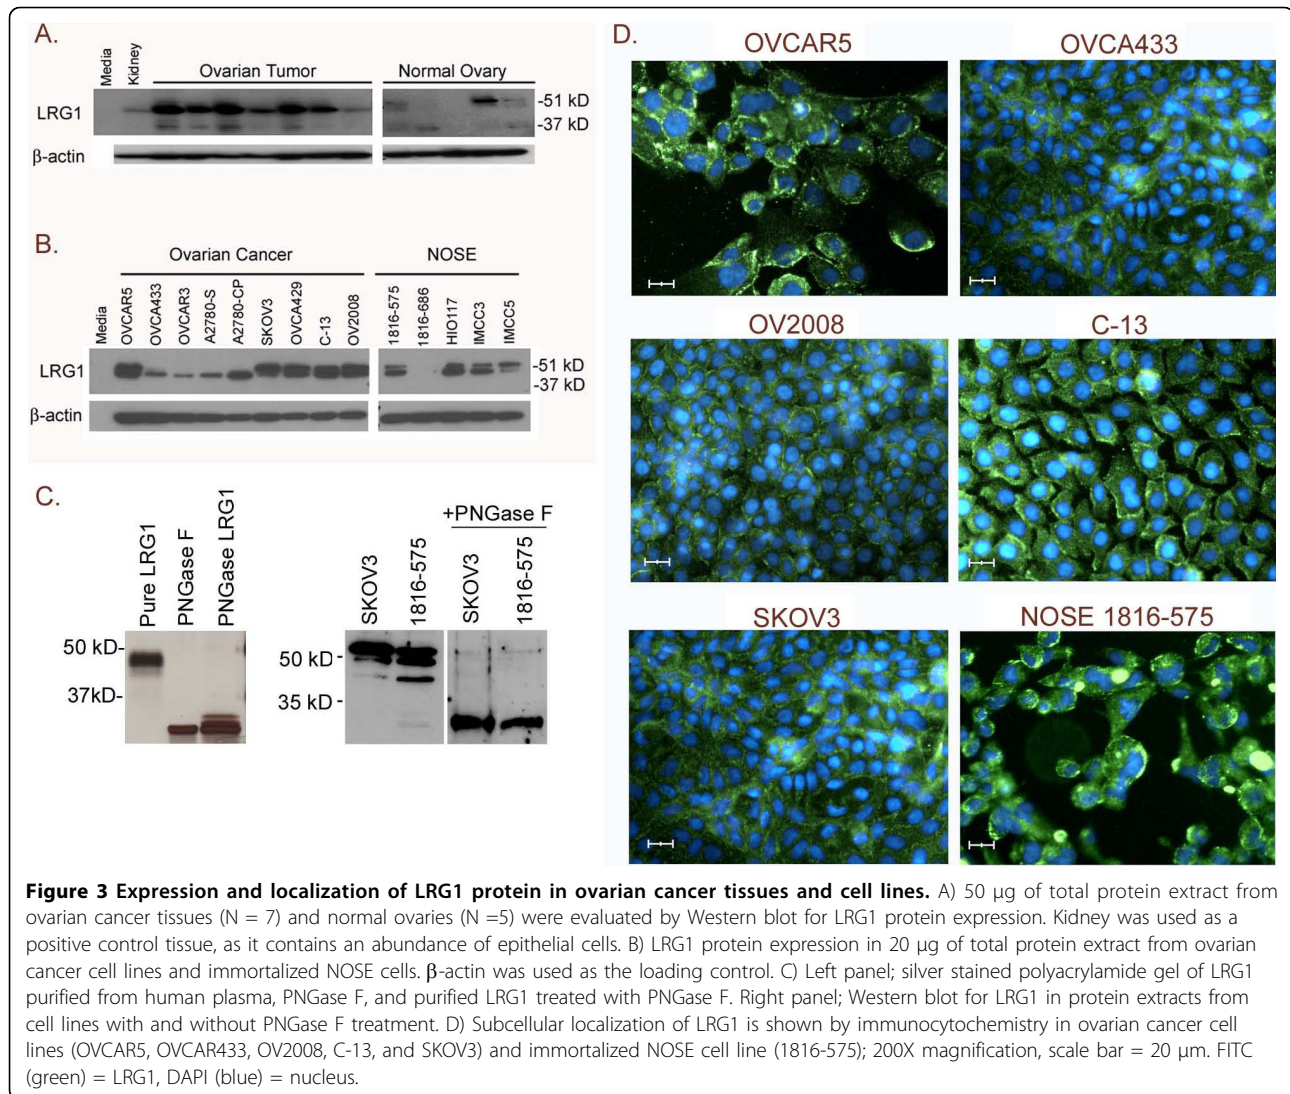 A.
Media
Kidney
Ovarian Tumor
Normal Ovary
LRG1
-51 kD
-37 kD
β-actin
B.
Ovarian Cancer
NOSE
Media
OVCAR5
OVCA433
OVCAR3
A2780-S
A2780-CP
SKOV3
OVCA429
C-13
OV2008
1816-575
1816-686
HIO117
IMCC3
IMCC5
LRG1
-51 kD
-37 kD
β-actin
C.
Pure LRG1
PNGase F
PNGase LRG1
50 kD-
37kD-
+PNGase F
SKOV3
1816-575
SKOV3
1816-575
50 kD -
35 kD -
D.
OVCAR5
OVCA433
OV2008
C-13
SKOV3
NOSE 1816-575
Figure 3 Expression and localization of LRG1 protein in ovarian cancer tissues and cell lines. A) 50 μg of total protein extract from
ovarian cancer tissues (N = 7) and normal ovaries (N =5) were evaluated by Western blot for LRG1 protein expression. Kidney was used as a
positive control tissue, as it contains an abundance of epithelial cells. B) LRG1 protein expression in 20 μg of total protein extract from ovarian
cancer cell lines and immortalized NOSE cells. β-actin was used as the loading control. C) Left panel; silver stained polyacrylamide gel of LRG1
purified from human plasma, PNGase F, and purified LRG1 treated with PNGase F. Right panel; Western blot for LRG1 in protein extracts from
cell lines with and without PNGase F treatment. D) Subcellular localization of LRG1 is shown by immunocytochemistry in ovarian cancer cell
lines (OVCAR5, OVCAR433, OV2008, C-13, and SKOV3) and immortalized NOSE cell line (1816-575); 200X magnification, scale bar = 20 μm. FITC
(green) = LRG1, DAPI (blue) = nucleus.